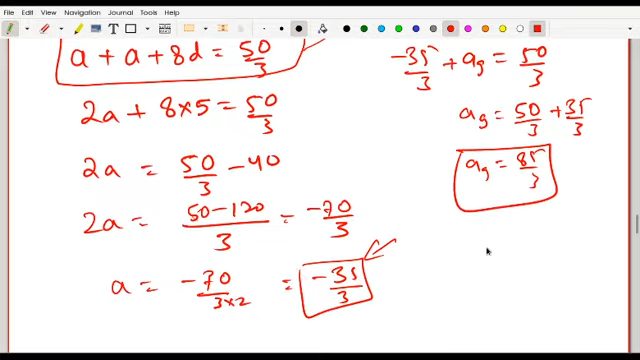 Edit View Navigation Journal Tools Help
a + a + 8d = 50/3
2a + 8×5 = 50/3
2a = 50/3 - 40
2a = (50-120)/3 = -70/3
a = -70/(3×2) = -35/3
-35/3 + a₉ = 50/3
a₉ = 50/3 + 35/3
a₉ = 85/3